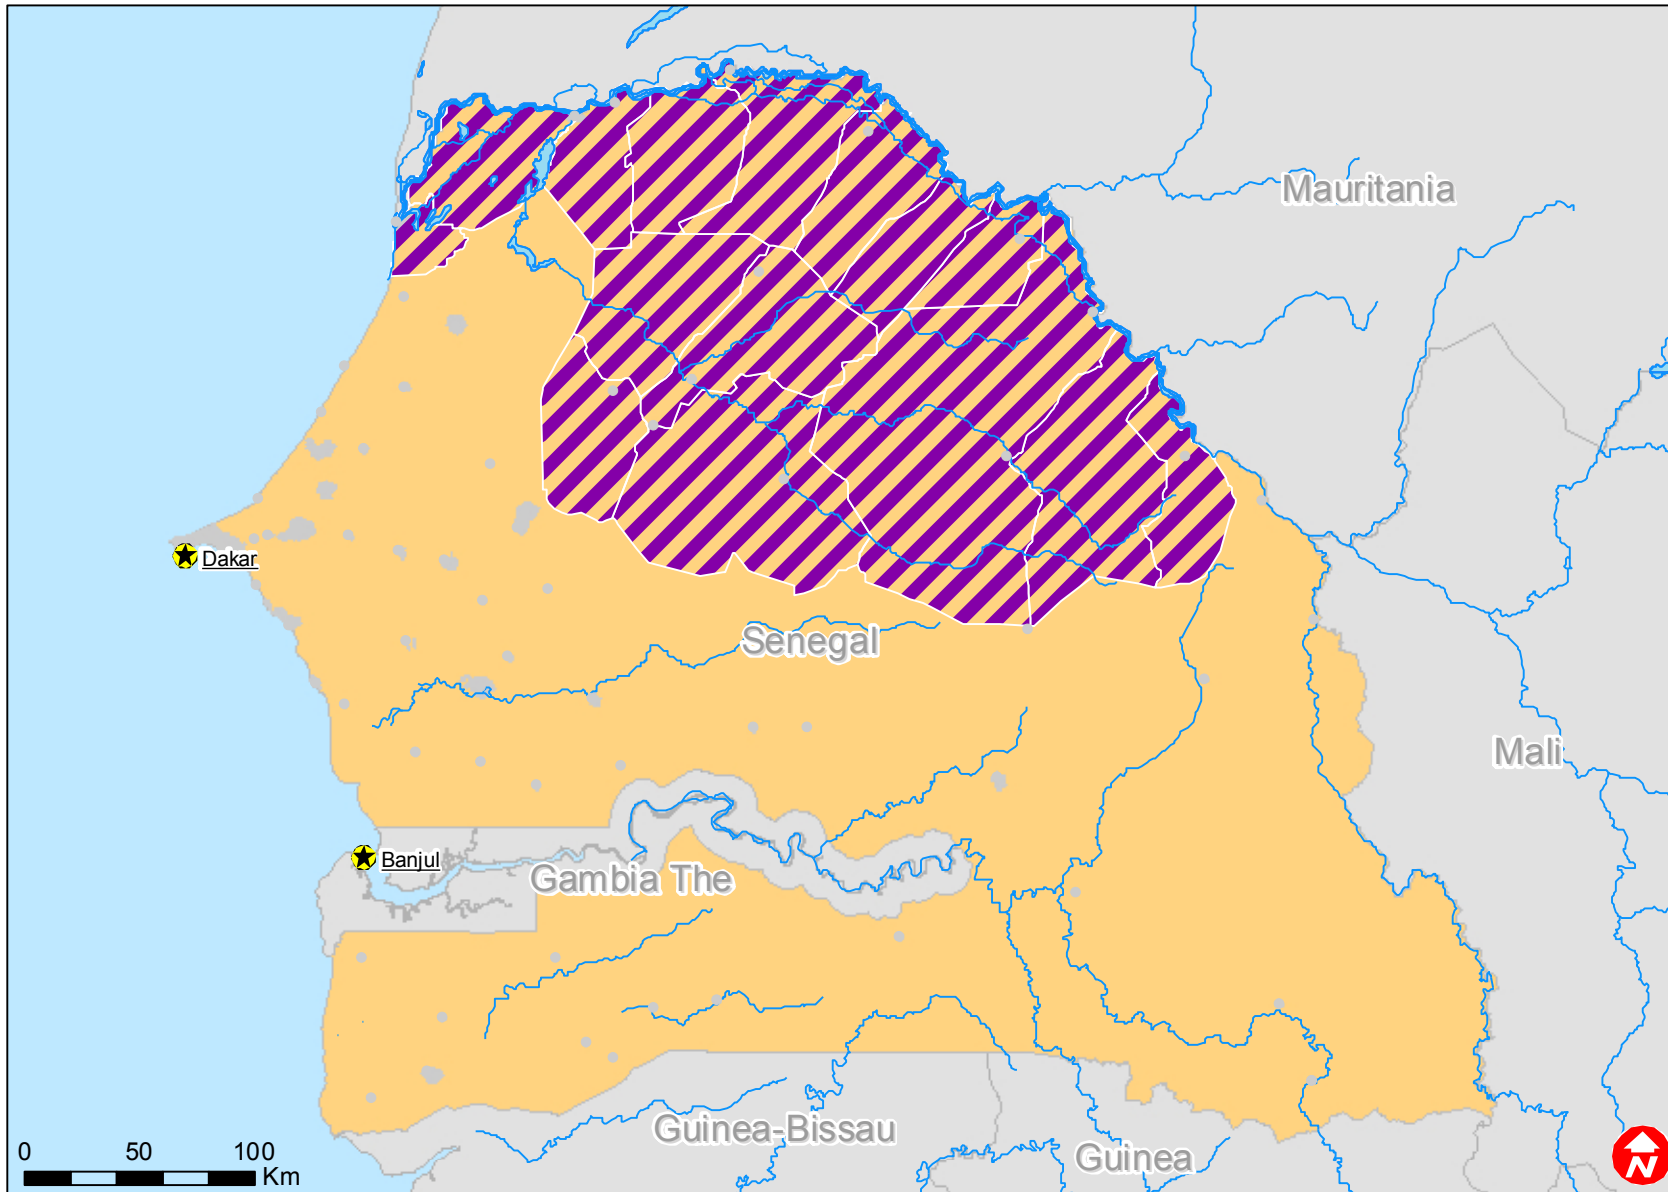 Mauritania
Dakar
Senegal
Mali
Banjul
Gambia The
Guinea-Bissau
Guinea
0 50 100
Km
N